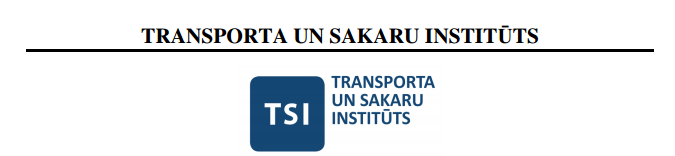 TRANSPORTA UN SAKARU INSTITŪTS
TSI
TRANSPORTA
UN SAKARU
INSTITŪTS